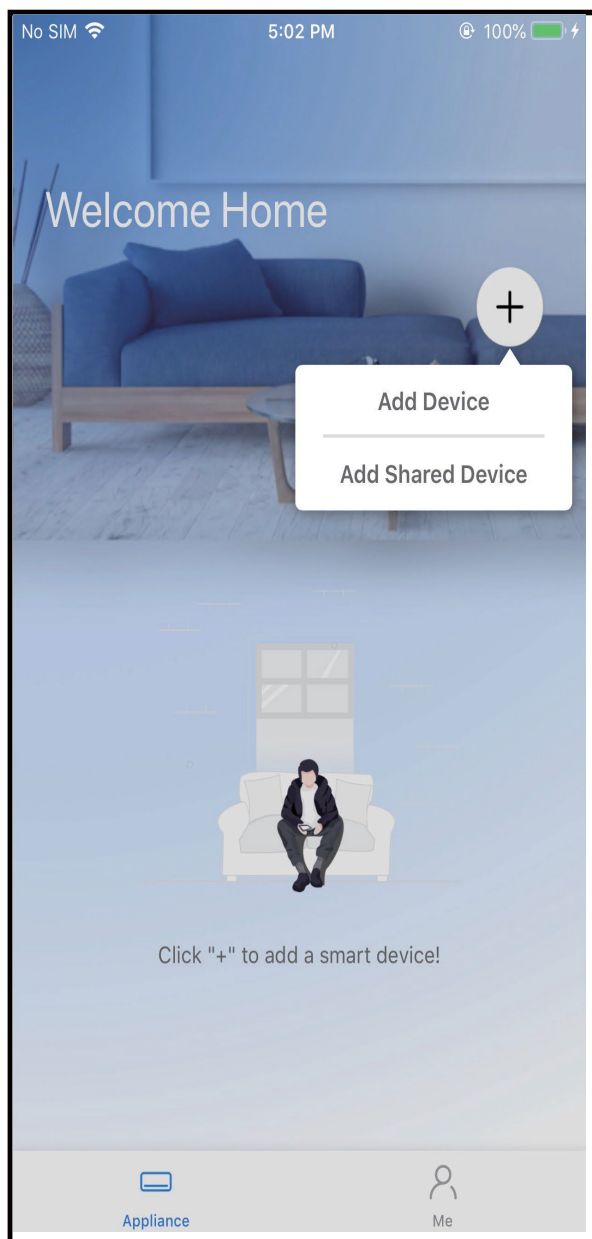 No SIM 5:02 PM 100%
Welcome Home
+
Add Device
Add Shared Device
Click "+" to add a smart device!
Appliance Me